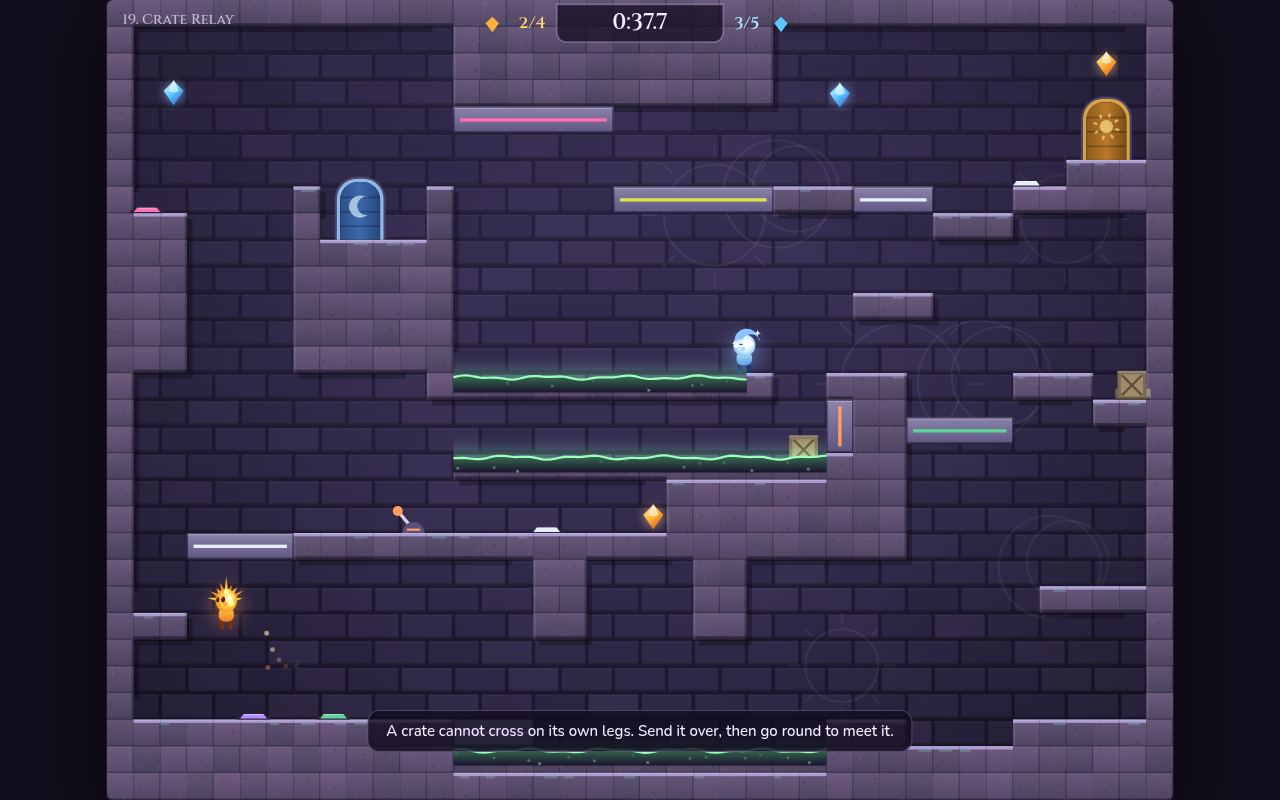 19. Crate Relay
2/4
0:37.7
3/5
A crate cannot cross on its own legs. Send it over, then go round to meet it.